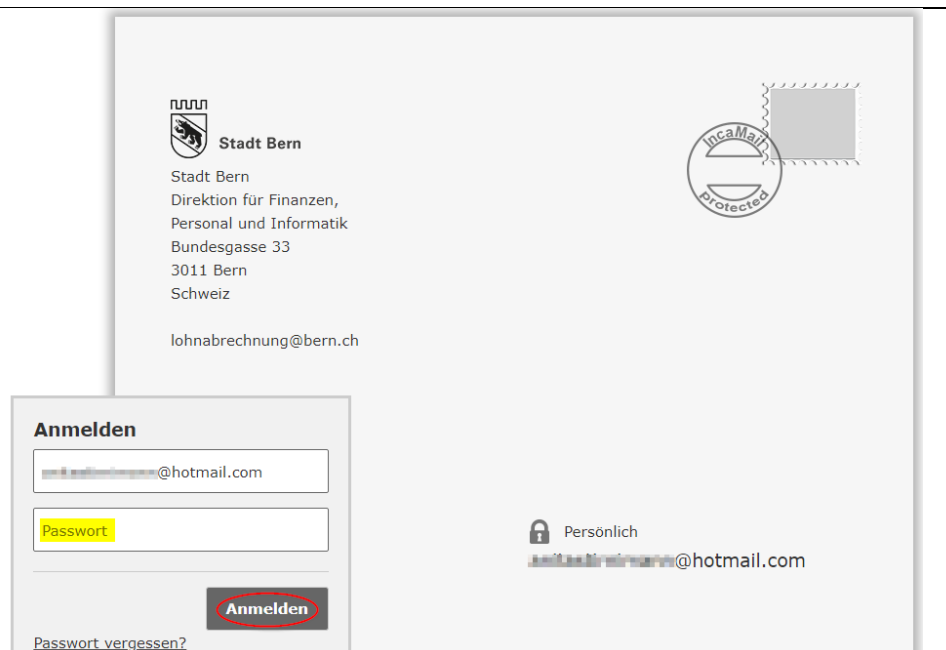 Stadt Bern
IncaMail
protected
Stadt Bern
Direktion für Finanzen,
Personal und Informatik
Bundesgasse 33
3011 Bern
Schweiz
lohnabrechnung@bern.ch
Anmelden
@hotmail.com
Passwort
Anmelden
Passwort vergessen?
Persönlich
@hotmail.com